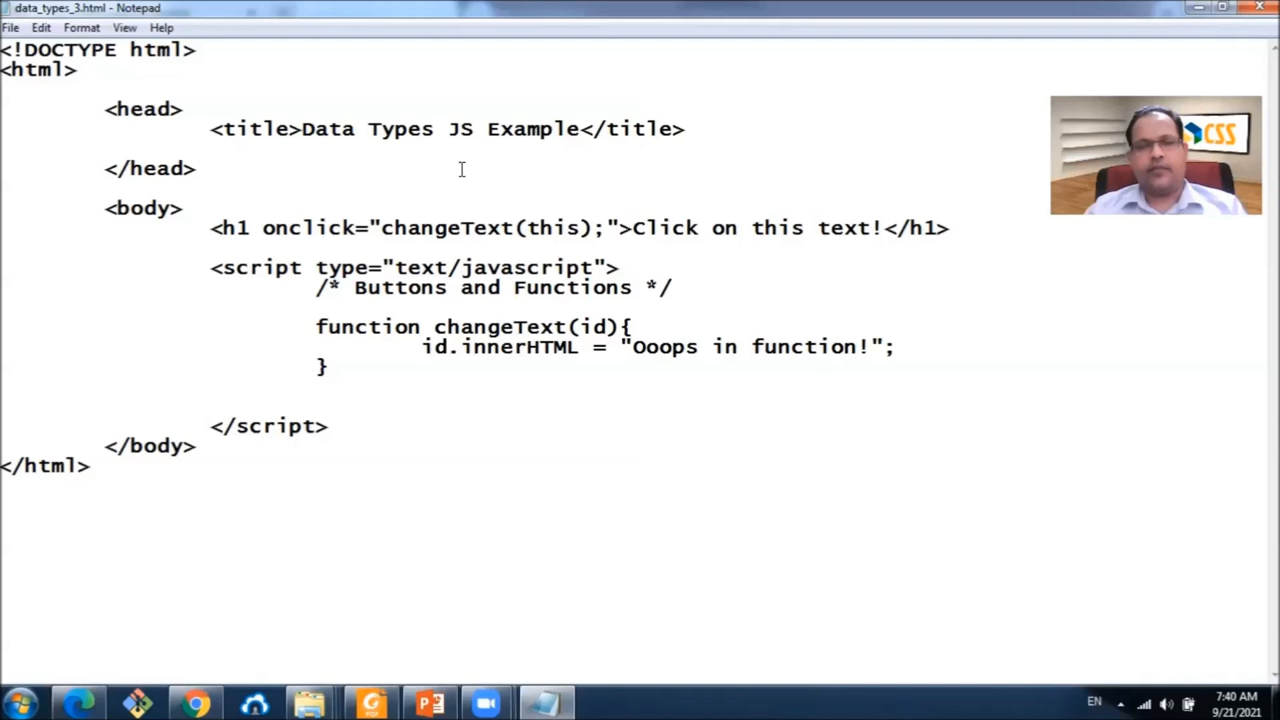 data_types_3.html - Notepad
File Edit Format View Help
<!DOCTYPE html>
<html>
<head>
<title>Data Types JS Example</title>
</head>
<body>
<h1 onclick="changeText(this);">Click on this text!</h1>
<script type="text/javascript">
/* Buttons and Functions */
function changeText(id){
id.innerHTML = "Ooops in function!";
}
</script>
</body>
</html>
CSS
PDF
EN
7:40 AM
9/21/2021